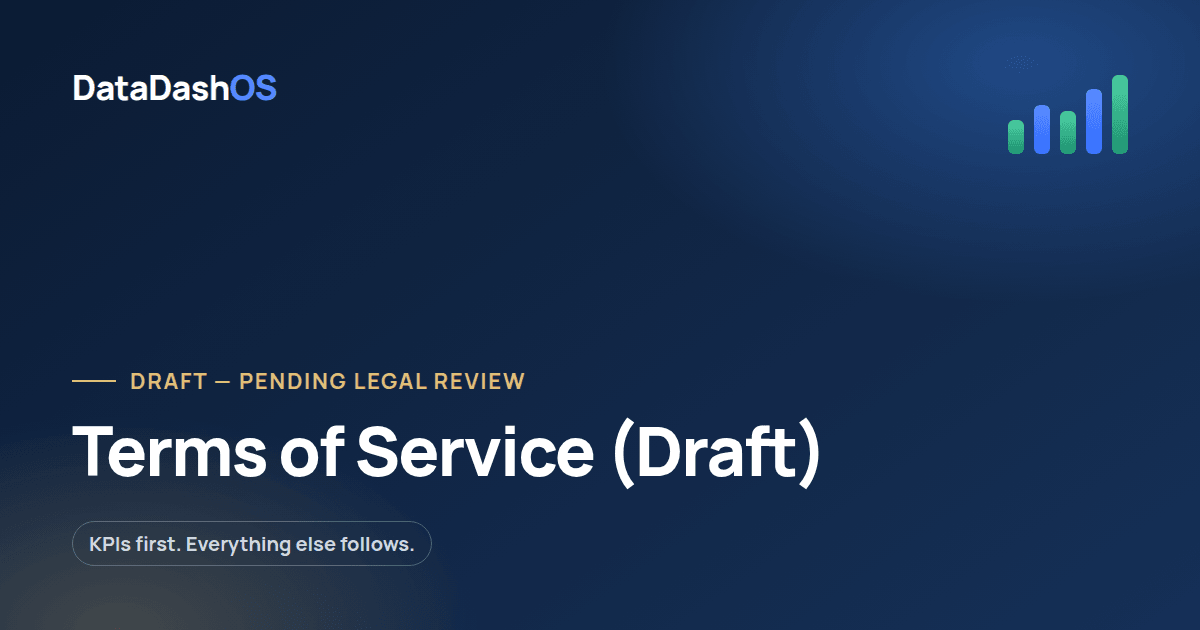 DataDashOS
DRAFT — PENDING LEGAL REVIEW
Terms of Service (Draft)
KPIs first. Everything else follows.